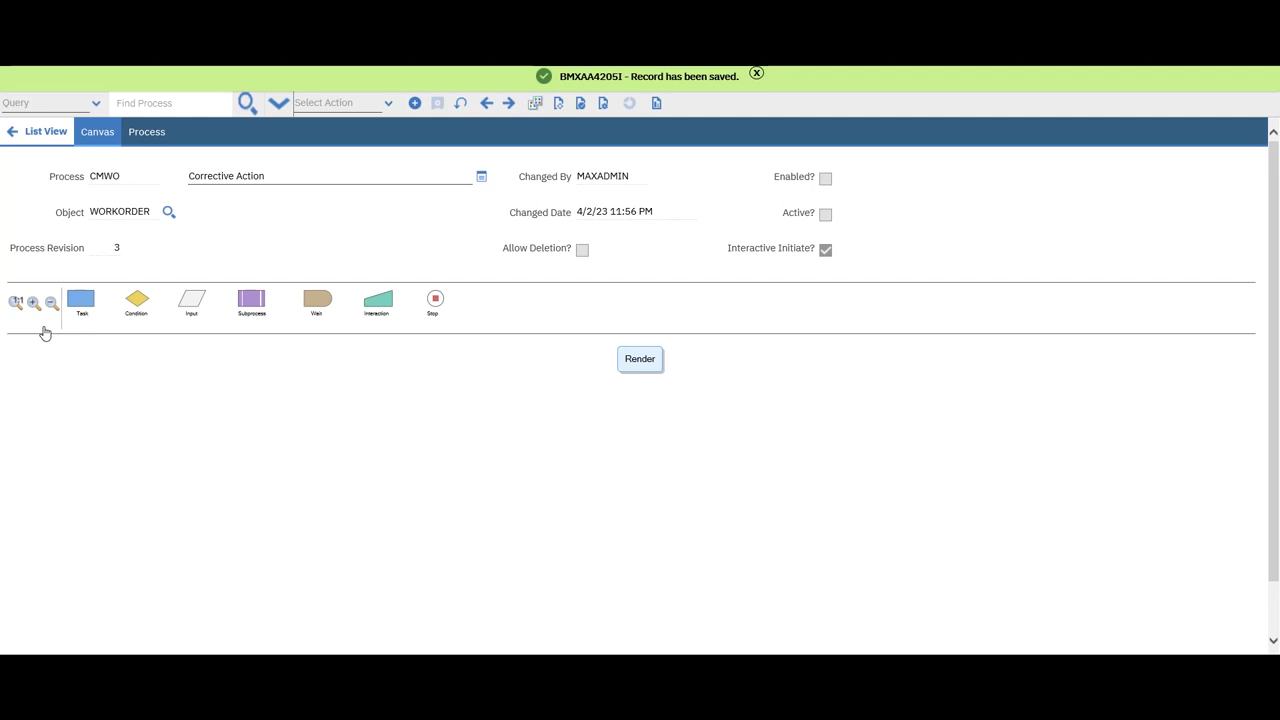 BMXAA4205I - Record has been saved. X
Query Find Process Select Action
List View Canvas Process
Process CMWO Corrective Action Changed By MAXADMIN Enabled?
Object WORKORDER Changed Date 4/2/23 11:56 PM Active?
Process Revision 3 Allow Deletion? Interactive Initiate?
1:1
Task Condition Input Subprocess Wait Interaction Stop
Render